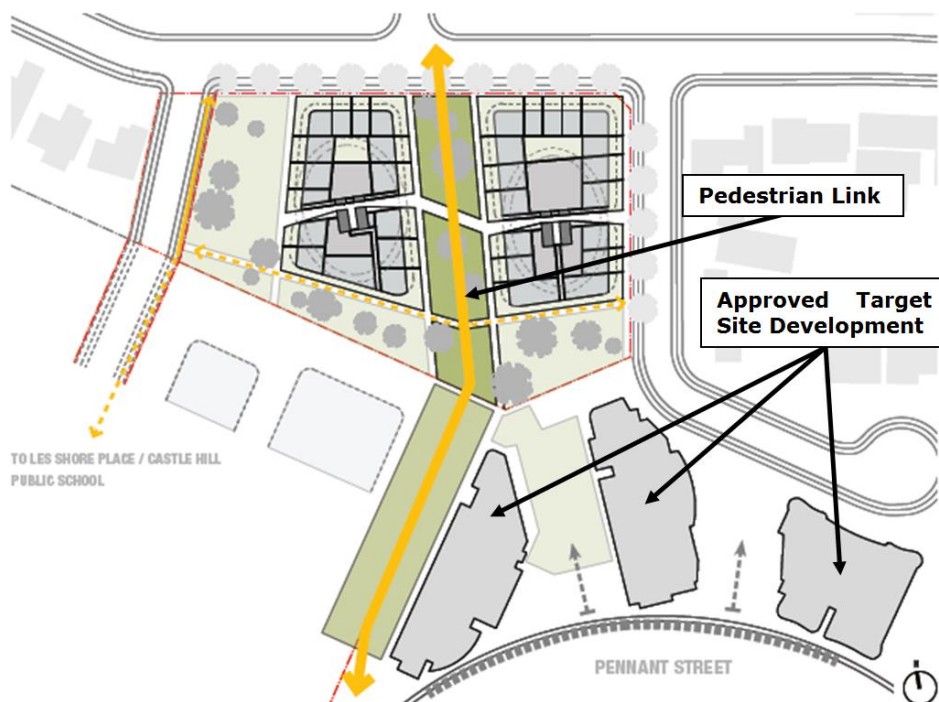 Pedestrian Link
Approved Target
Site Development
TO LES SHORE PLACE / CASTLE HILL
PUBLIC SCHOOL
PENNANT STREET